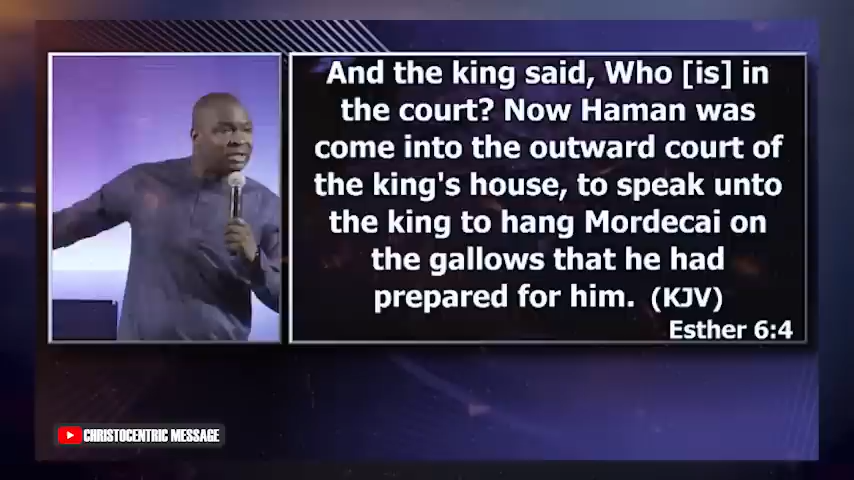 And the king said, Who [is] in
the court? Now Haman was
come into the outward court of
the king's house, to speak unto
the king to hang Mordecai on
the gallows that he had
prepared for him. (KJV)
Esther 6:4
CHRISTOCENTRIC MESSAGE